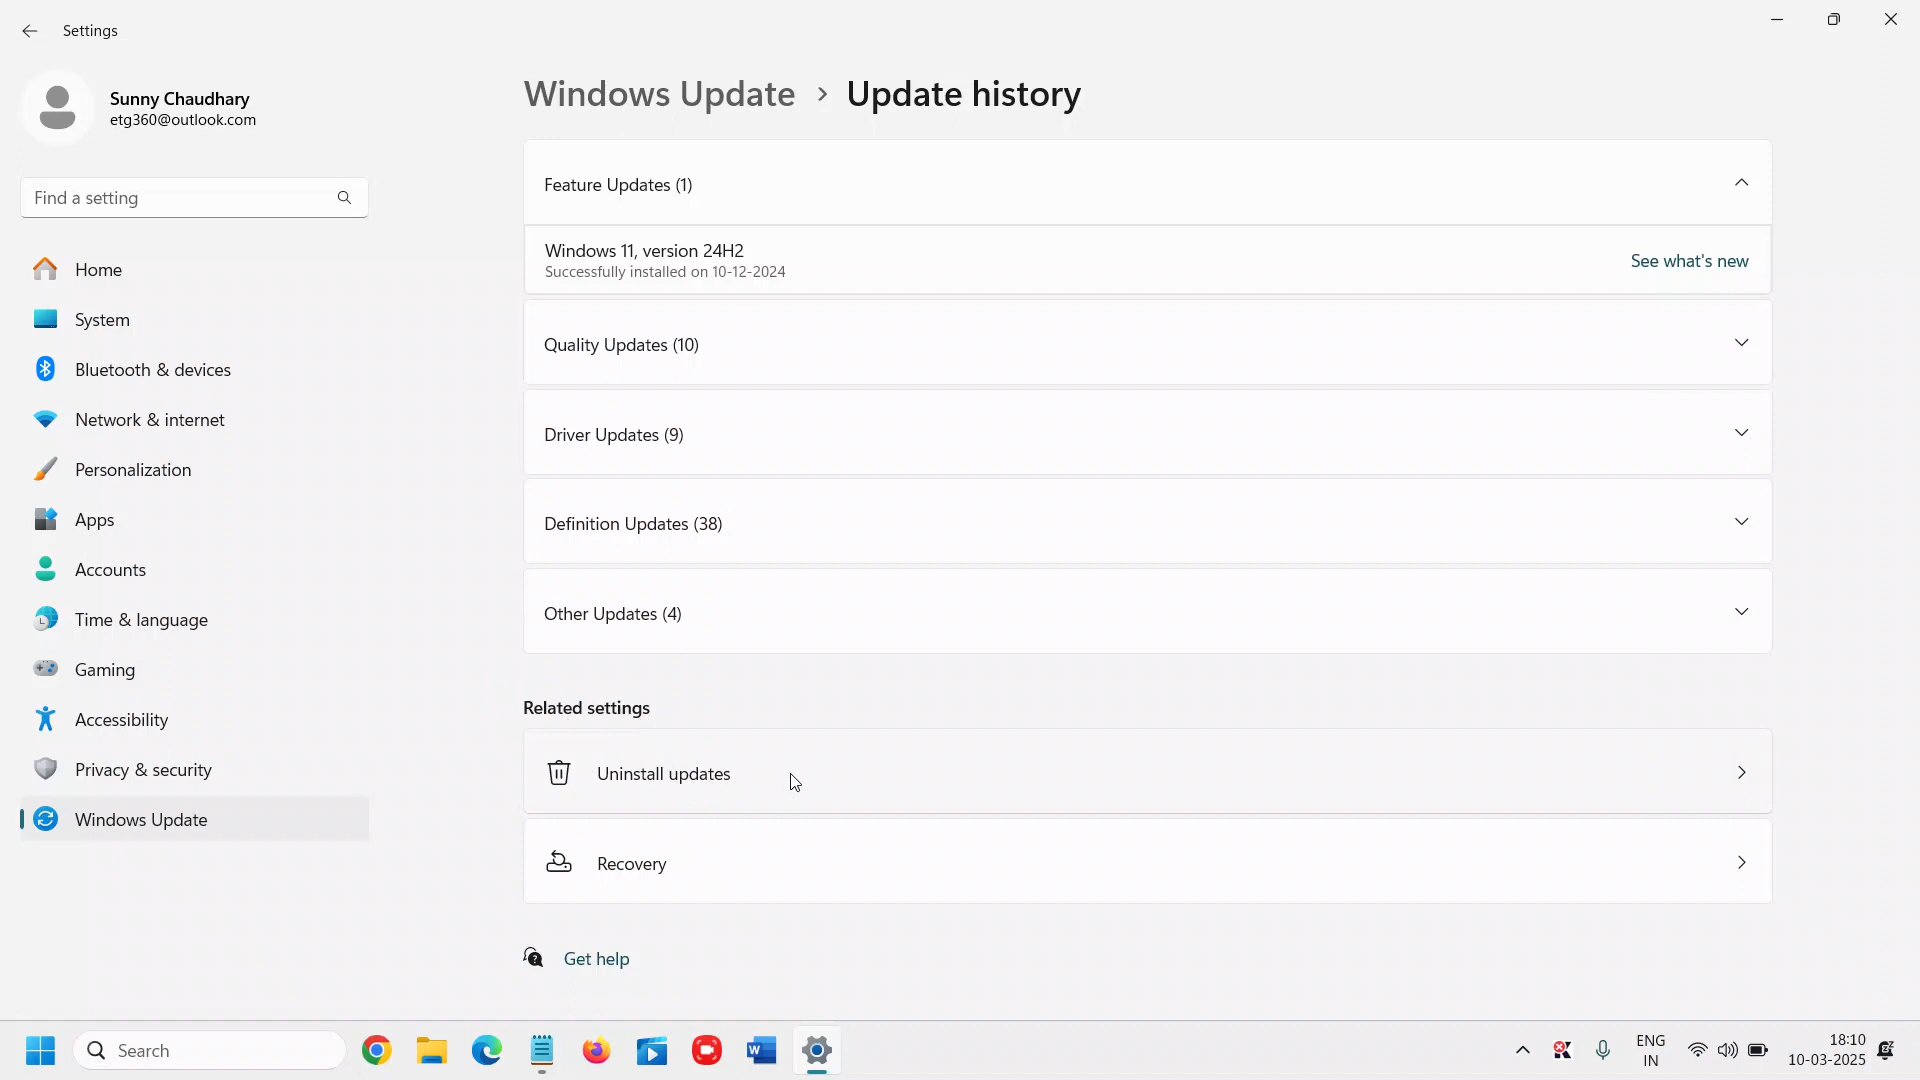 Settings
Sunny Chaudhary
etg360@outlook.com
Find a setting
Home
System
Bluetooth & devices
Network & internet
Personalization
Apps
Accounts
Time & language
Gaming
Accessibility
Privacy & security
Windows Update
Windows Update > Update history
Feature Updates (1)
Windows 11, version 24H2
Successfully installed on 10-12-2024
See what's new
Quality Updates (10)
Driver Updates (9)
Definition Updates (38)
Other Updates (4)
Related settings
Uninstall updates
Recovery
Get help
Search
ENG
IN
18:10
10-03-2025